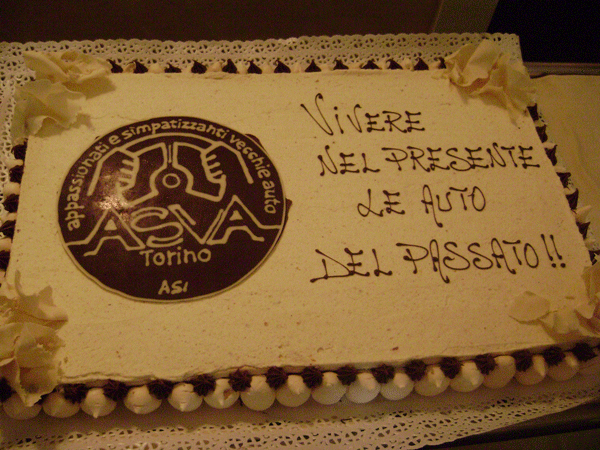 appassionati e simpatizzanti vecchie auto
ASVA
Torino
ASI
VIVERE
NEL PRESENTE
LE AUTO
DEL PASSATO!!